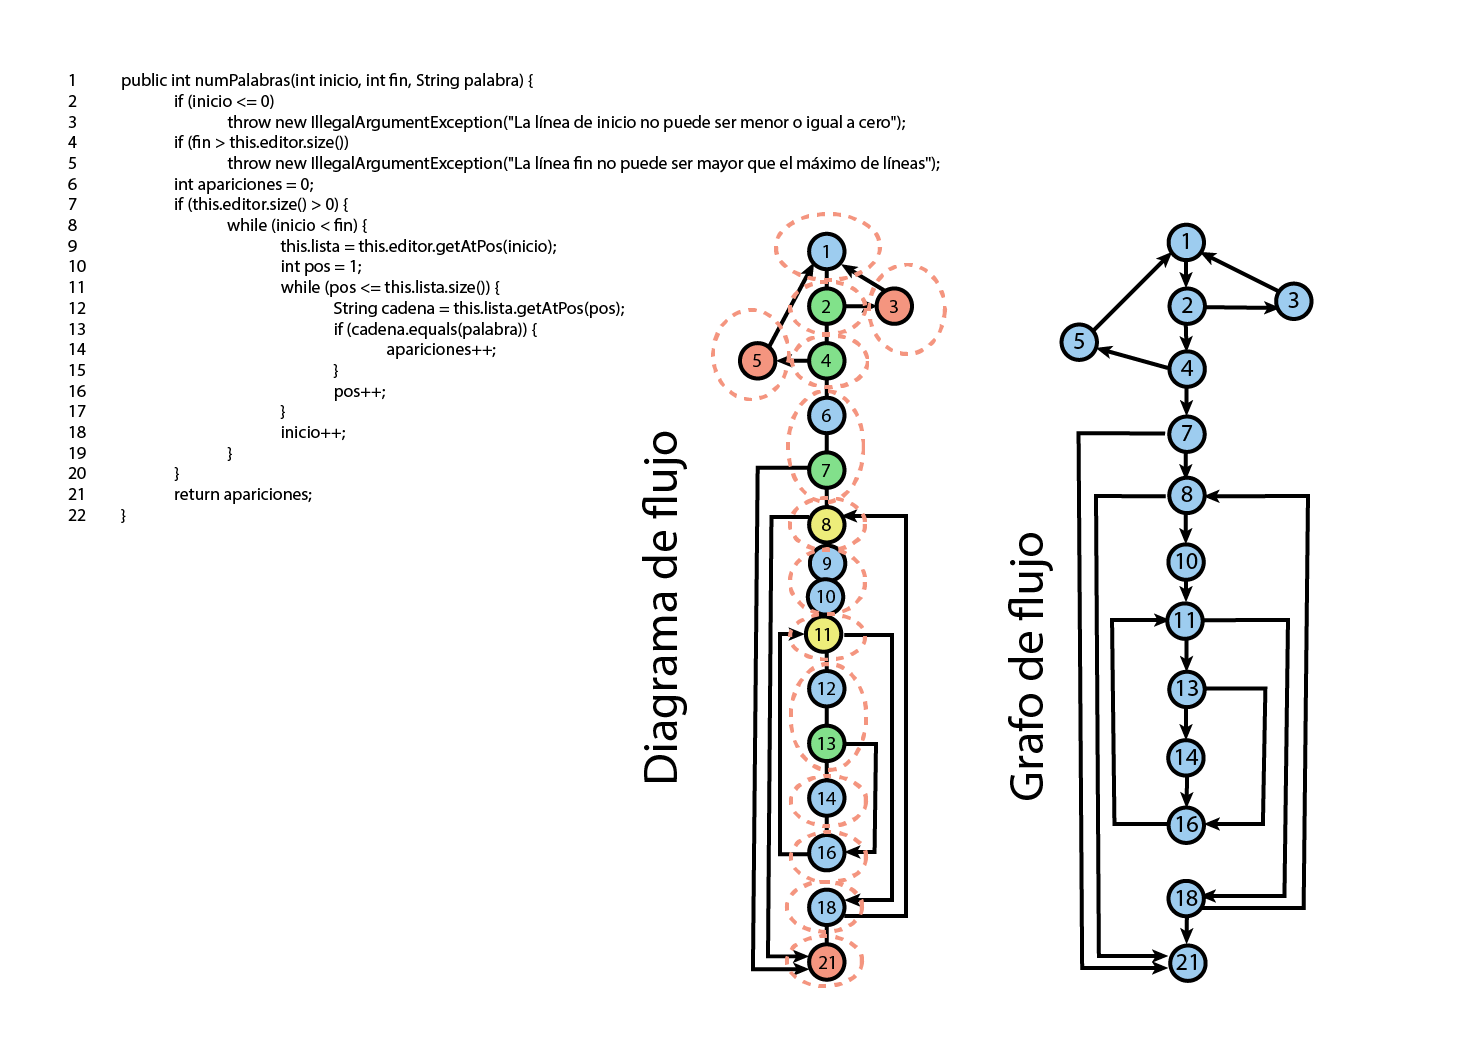 1 public int numPalabras(int inicio, int fin, String palabra) {
2 if (inicio <= 0)
3 throw new IllegalArgumentException("La línea de inicio no puede ser menor o igual a cero");
4 if (fin > this.editor.size())
5 throw new IllegalArgumentException("La línea fin no puede ser mayor que el máximo de líneas");
6 int apariciones = 0;
7 if (this.editor.size() > 0) {
8 while (inicio < fin) {
9 this.lista = this.editor.getAtPos(inicio);
10 int pos = 1;
11 while (pos <= this.lista.size()) {
12 String cadena = this.lista.getAtPos(pos);
13 if (cadena.equals(palabra)) {
14 apariciones++;
15 }
16 pos++;
17 }
18 inicio++;
19 }
20 }
21 return apariciones;
22 }
Diagrama de flujo
1
2
3
5
4
6
7
8
9
10
11
12
13
14
16
18
21
Grafo de flujo
1
2
3
5
4
7
8
10
11
13
14
16
18
21